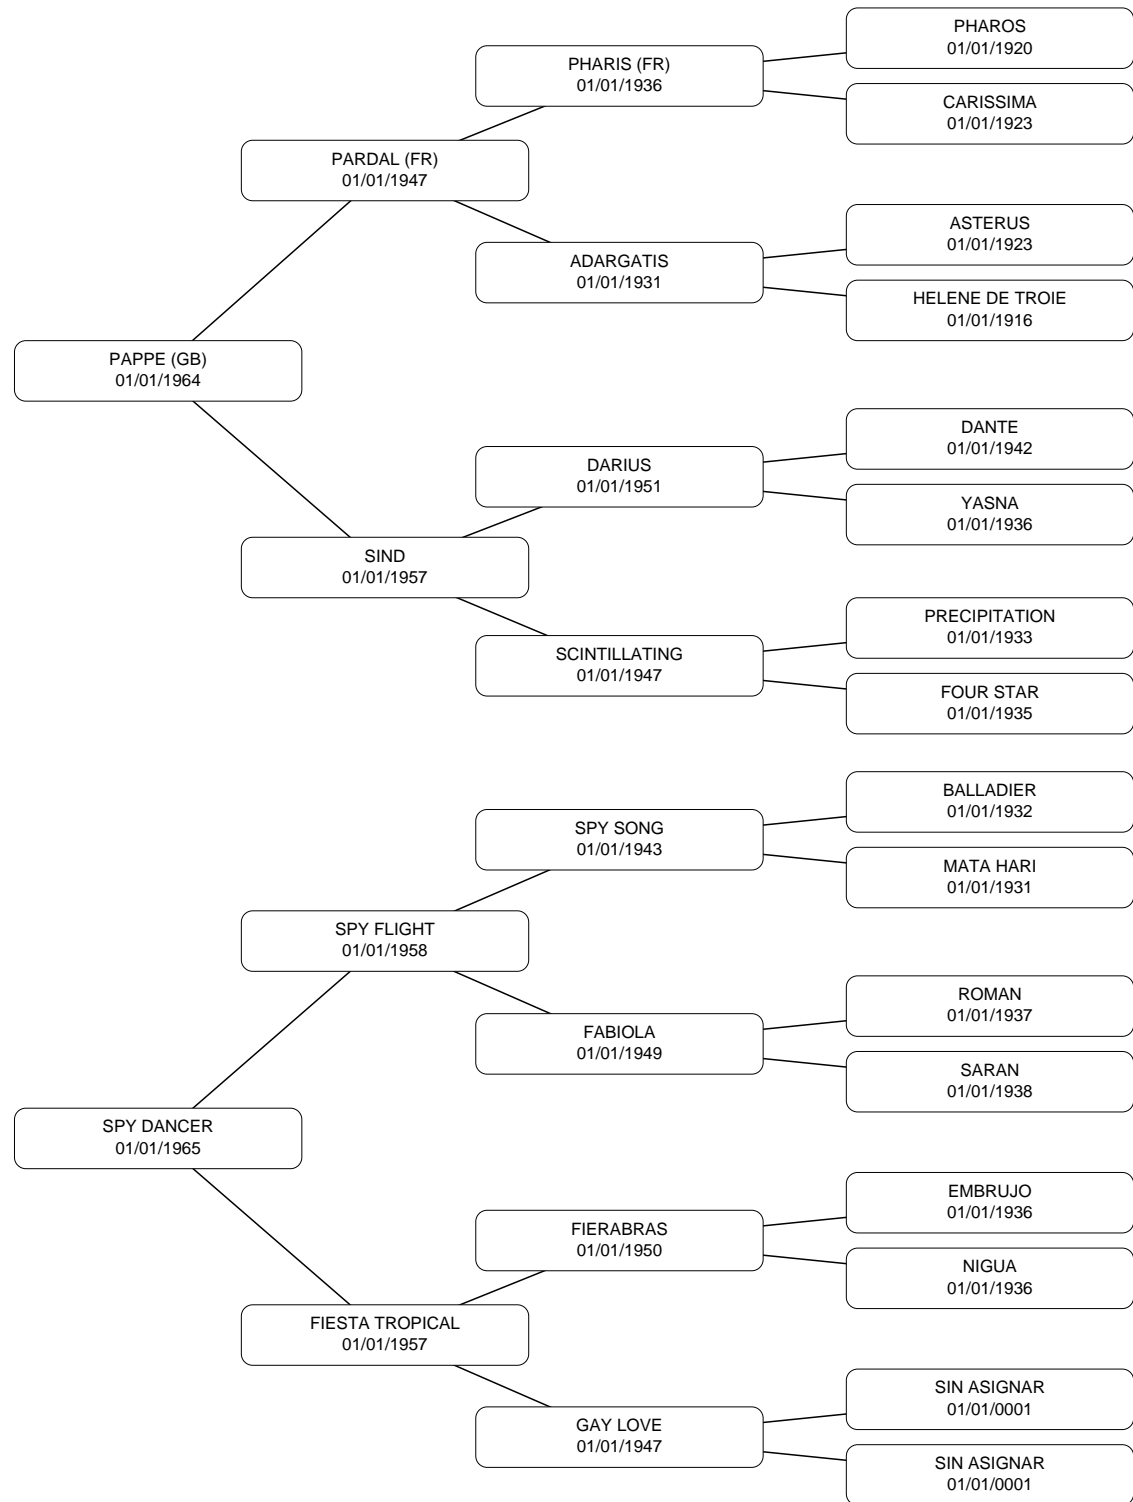 PHAROS
01/01/1920
PHARIS (FR)
01/01/1936
CARISSIMA
01/01/1923
PARDAL (FR)
01/01/1947
ASTERUS
01/01/1923
ADARGATIS
01/01/1931
HELENE DE TROIE
01/01/1916
PAPPE (GB)
01/01/1964
DANTE
01/01/1942
DARIUS
01/01/1951
YASNA
01/01/1936
SIND
01/01/1957
PRECIPITATION
01/01/1933
SCINTILLATING
01/01/1947
FOUR STAR
01/01/1935
BALLADIER
01/01/1932
SPY SONG
01/01/1943
MATA HARI
01/01/1931
SPY FLIGHT
01/01/1958
ROMAN
01/01/1937
FABIOLA
01/01/1949
SARAN
01/01/1938
SPY DANCER
01/01/1965
EMBRUJO
01/01/1936
FIERABRAS
01/01/1950
NIGUA
01/01/1936
FIESTA TROPICAL
01/01/1957
SIN ASIGNAR
01/01/0001
GAY LOVE
01/01/1947
SIN ASIGNAR
01/01/0001